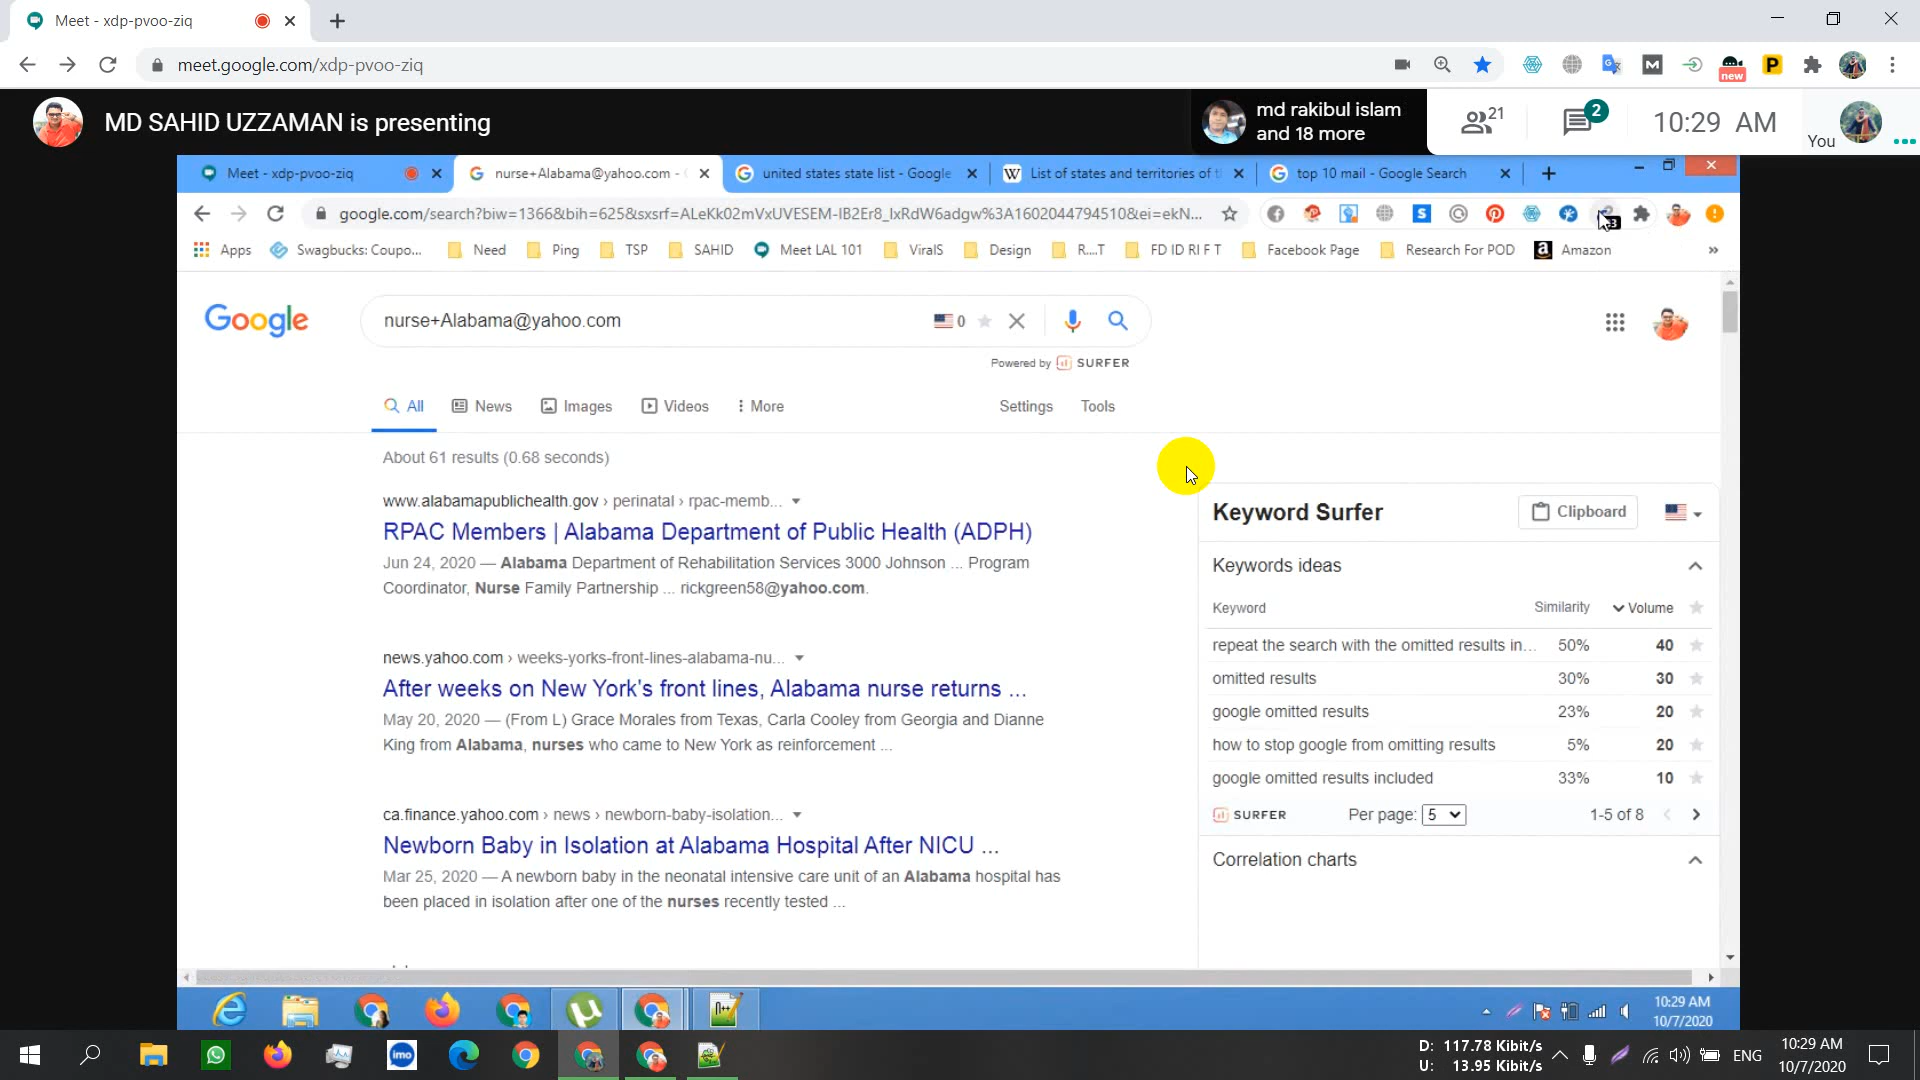 Meet - xdp-pvoo-ziq
meet.google.com/xdp-pvoo-ziq
new
MD SAHID UZZAMAN is presenting
md rakibul islam
and 18 more
21
2
10:29 AM
You
Meet - xdp-pvoo-ziq
nurse+Alabama@yahoo.com -
united states state list - Google
List of states and territories of
top 10 mail - Google Search
google.com/search?biw=1366&bih=625&sxsrf=ALeKk02mVxUVESEM-IB2Er8_IxRdW6adgw%3A1602044794510&ei=ekN...
Apps
Swagbucks: Coupo...
Need
Ping
TSP
SAHID
Meet LAL 101
ViralS
Design
R....T
FD ID RI F T
Facebook Page
Research For POD
Amazon
»
Google
nurse+Alabama@yahoo.com
0
Powered by SURFER
All
News
Images
Videos
More
Settings
Tools
About 61 results (0.68 seconds)
www.alabamapublichealth.gov › perinatal › rpac-memb...
RPAC Members | Alabama Department of Public Health (ADPH)
Jun 24, 2020 — Alabama Department of Rehabilitation Services 3000 Johnson ... Program
Coordinator, Nurse Family Partnership ... rickgreen58@yahoo.com.
news.yahoo.com › weeks-yorks-front-lines-alabama-nu...
After weeks on New York's front lines, Alabama nurse returns ...
May 20, 2020 — (From L) Grace Morales from Texas, Carla Cooley from Georgia and Dianne
King from Alabama, nurses who came to New York as reinforcement ...
ca.finance.yahoo.com › news › newborn-baby-isolation...
Newborn Baby in Isolation at Alabama Hospital After NICU ...
Mar 25, 2020 — A newborn baby in the neonatal intensive care unit of an Alabama hospital has
been placed in isolation after one of the nurses recently tested ...
Keyword Surfer
Clipboard
Keywords ideas
Keyword Similarity Volume
repeat the search with the omitted results in... 50% 40
omitted results 30% 30
google omitted results 23% 20
how to stop google from omitting results 5% 20
google omitted results included 33% 10
SURFER Per page: 5 1-5 of 8
Correlation charts
10:29 AM
10/7/2020
imo
D: 117.78 Kibit/s
U: 13.95 Kibit/s
ENG
10:29 AM
10/7/2020